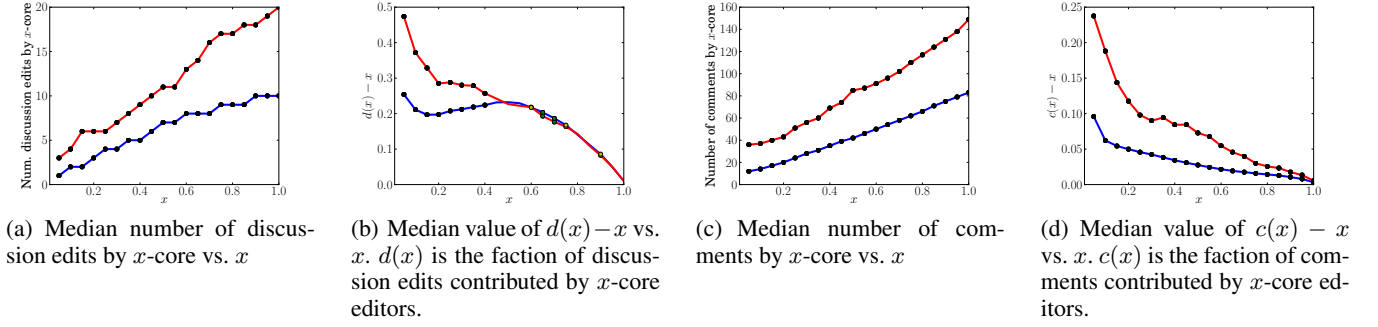 Num. discussion edits by x-core
20
15
10
5
0
0.2 0.4 0.6 0.8 1.0
x
d(x) − x
0.5
0.4
0.3
0.2
0.1
0.0
0.0 0.2 0.4 0.6 0.8 1.0
x
Number of comments by x-core
160
140
120
100
80
60
40
20
0
0.2 0.4 0.6 0.8 1.0
x
c(x) − x
0.25
0.20
0.15
0.10
0.05
0.00
0.2 0.4 0.6 0.8 1.0
x
(a) Median number of discus-
sion edits by x-core vs. x
(b) Median value of d(x)−x vs.
x. d(x) is the faction of discus-
sion edits contributed by x-core
editors.
(c) Median number of com-
ments by x-core vs. x
(d) Median value of c(x) − x
vs. x. c(x) is the faction of com-
ments contributed by x-core ed-
itors.